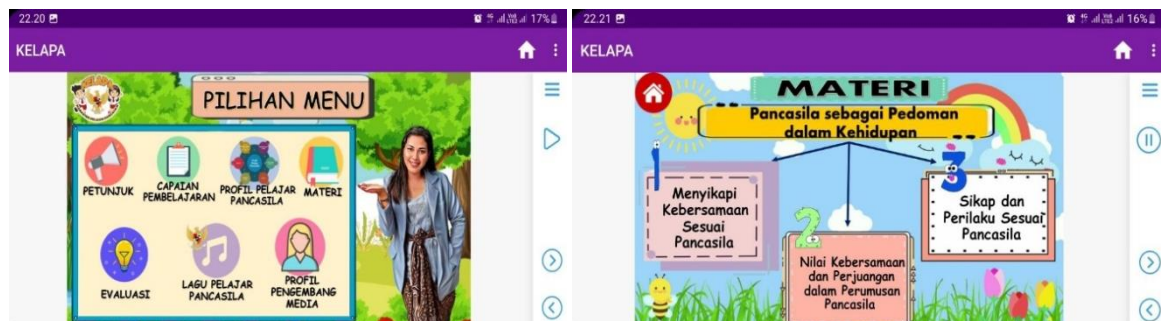 22.20
17%
KELAPA
PILIHAN MENU
PETUNJUK
CAPAIAN
PEMBELAJARAN
PROFIL PELAJAR
PANCASILA
MATERI
EVALUASI
LAGU PELAJAR
PANCASILA
PROFIL
PENGEMBANG
MEDIA
22.21
16%
KELAPA
MATERI
Pancasila sebagai Pedoman
dalam Kehidupan
1
Menyikapi
Kebersamaan
Sesuai
Pancasila
2
Nilai Kebersamaan
dan Perjuangan
dalam Perumusan
Pancasila
3
Sikap dan
Perilaku Sesuai
Pancasila